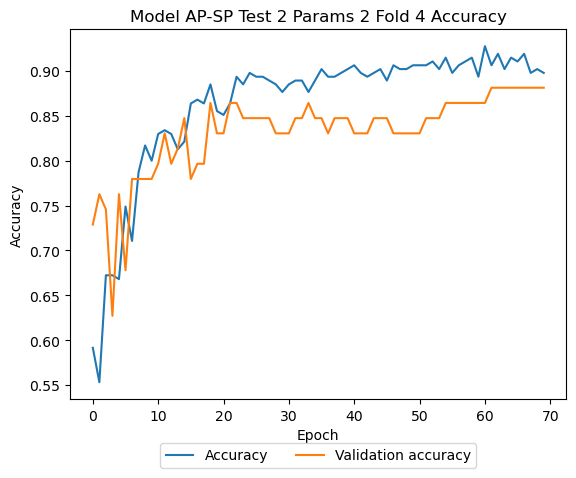 Model AP-SP Test 2 Params 2 Fold 4 Accuracy
Accuracy
0.90
0.85
0.80
0.75
0.70
0.65
0.60
0.55
0 10 20 30 40 50 60 70
Epoch
Accuracy Validation accuracy